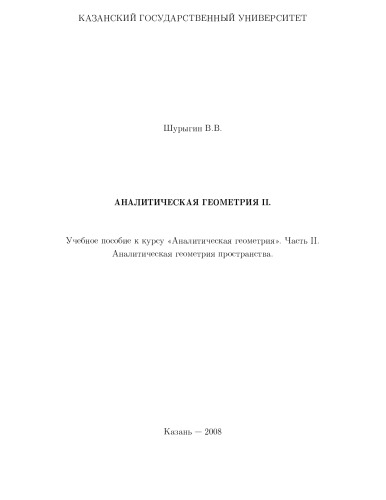 КАЗАНСКИЙ ГОСУДАРСТВЕННЫЙ УНИВЕРСИТЕТ
Шурыгин В.В.
АНАЛИТИЧЕСКАЯ ГЕОМЕТРИЯ II.
Учебное пособие к курсу «Аналитическая геометрия». Часть II.
Аналитическая геометрия пространства.
Казань — 2008